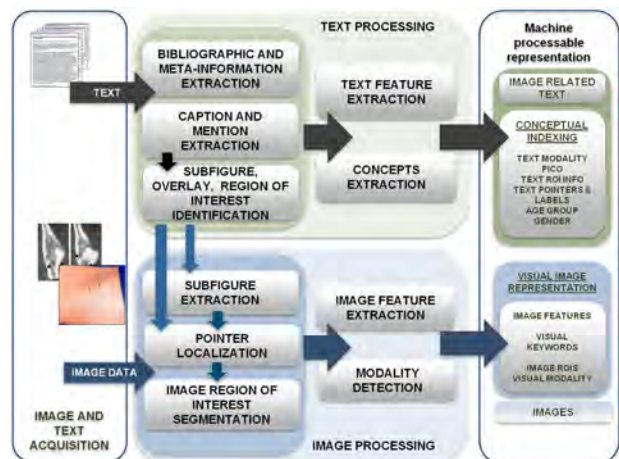 TEXT PROCESSING
Machine
processable
representation
BIBLIOGRAPHIC AND
META-INFORMATION
EXTRACTION
TEXT
CAPTION AND
MENTION
EXTRACTION
SUBFIGURE,
OVERLAY, REGION OF
INTEREST
IDENTIFICATION
TEXT FEATURE
EXTRACTION
CONCEPTS
EXTRACTION
IMAGE RELATED
TEXT
CONCEPTUAL
INDEXING
TEXT MODALITY
PICO
TEXT ROI INFO
TEXT POINTERS &
LABELS
AGE GROUP
GENDER
SUBFIGURE
EXTRACTION
POINTER
LOCALIZATION
IMAGE DATA
IMAGE REGION OF
INTEREST
SEGMENTATION
IMAGE FEATURE
EXTRACTION
MODALITY
DETECTION
VISUAL IMAGE
REPRESENTATION
IMAGE FEATURES
VISUAL
KEYWORDS
IMAGE ROIS
VISUAL MODALITY
IMAGES
IMAGE AND
TEXT
ACQUISITION
IMAGE PROCESSING